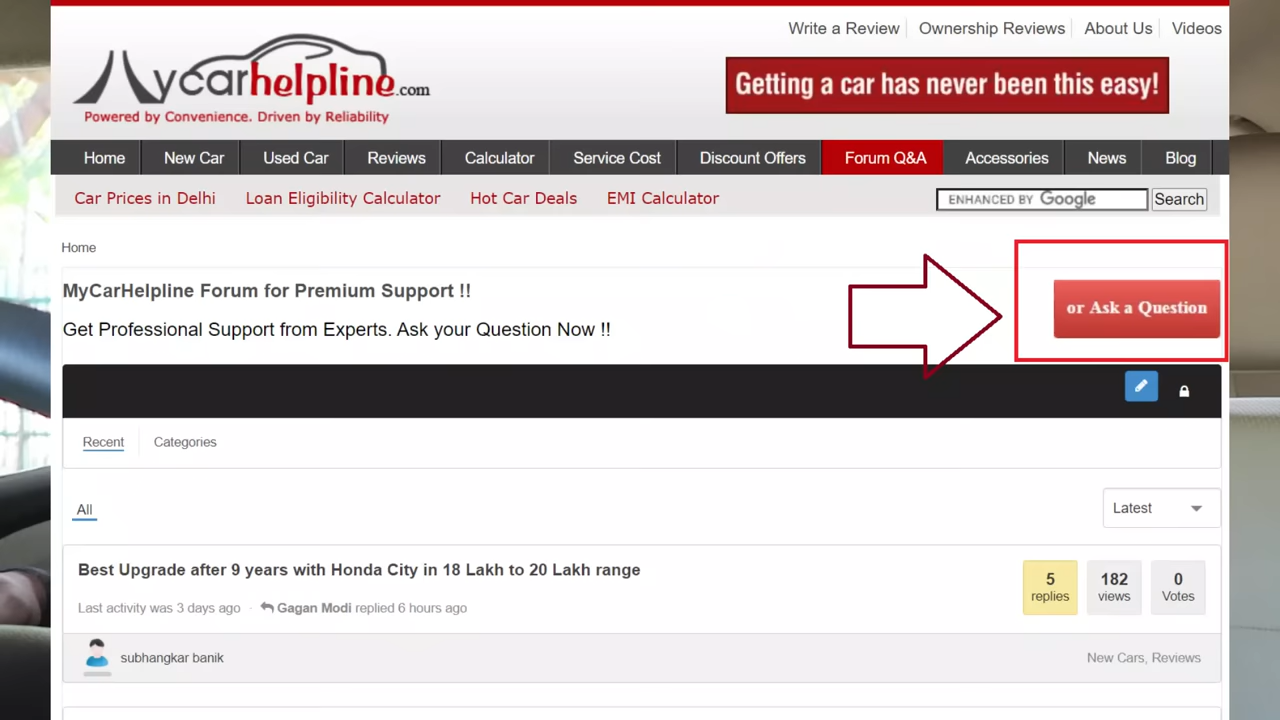 Write a Review Ownership Reviews About Us Videos
Mycarhelpline.com
Powered by Convenience. Driven by Reliability
Getting a car has never been this easy!
Home New Car Used Car Reviews Calculator Service Cost Discount Offers Forum Q&A Accessories News Blog
Car Prices in Delhi Loan Eligibility Calculator Hot Car Deals EMI Calculator ENHANCED BY Google Search
Home
MyCarHelpline Forum for Premium Support !!
or Ask a Question
Get Professional Support from Experts. Ask your Question Now !!
Recent Categories
All
Latest
Best Upgrade after 9 years with Honda City in 18 Lakh to 20 Lakh range
5 182 0
replies views Votes
Last activity was 3 days ago · Gagan Modi replied 6 hours ago
subhangkar banik New Cars, Reviews